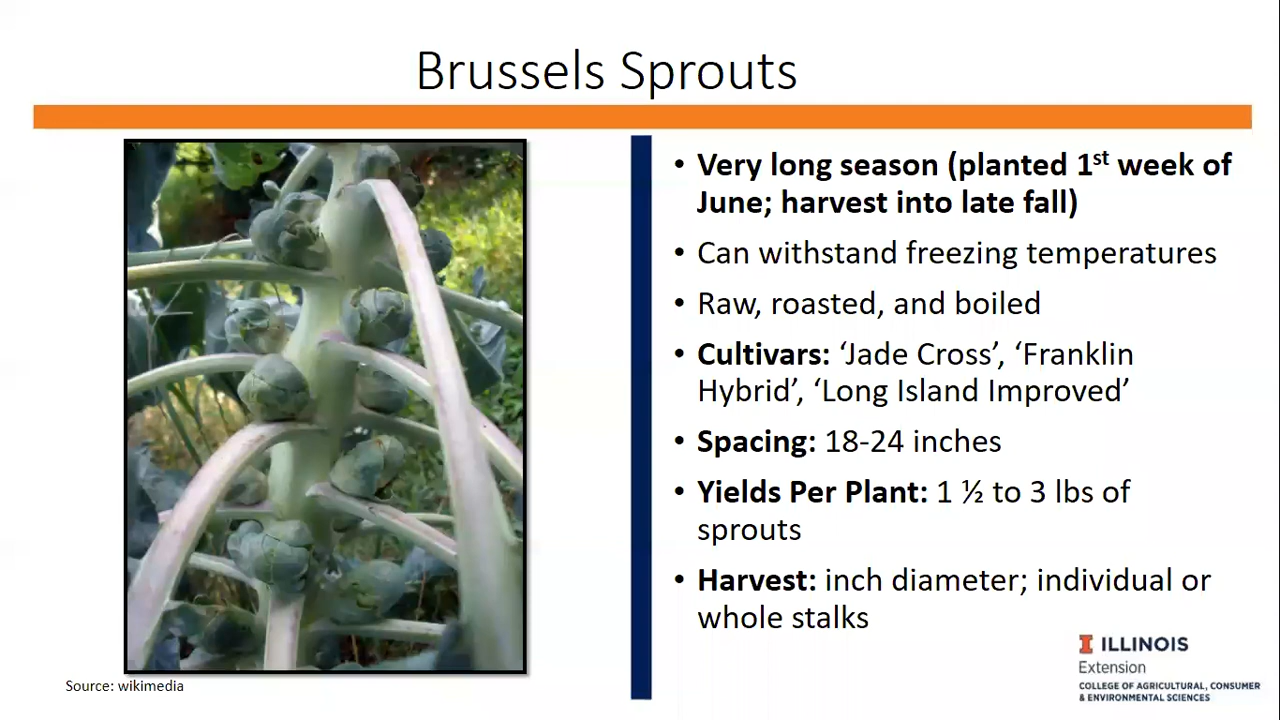 Brussels Sprouts
• Very long season (planted 1st week of
June; harvest into late fall)
• Can withstand freezing temperatures
• Raw, roasted, and boiled
• Cultivars: ‘Jade Cross’, ‘Franklin
Hybrid’, ‘Long Island Improved’
• Spacing: 18-24 inches
• Yields Per Plant: 1 ½ to 3 lbs of
sprouts
• Harvest: inch diameter; individual or
whole stalks
Source: wikimedia
I ILLINOIS
Extension
COLLEGE OF AGRICULTURAL, CONSUMER
& ENVIRONMENTAL SCIENCES